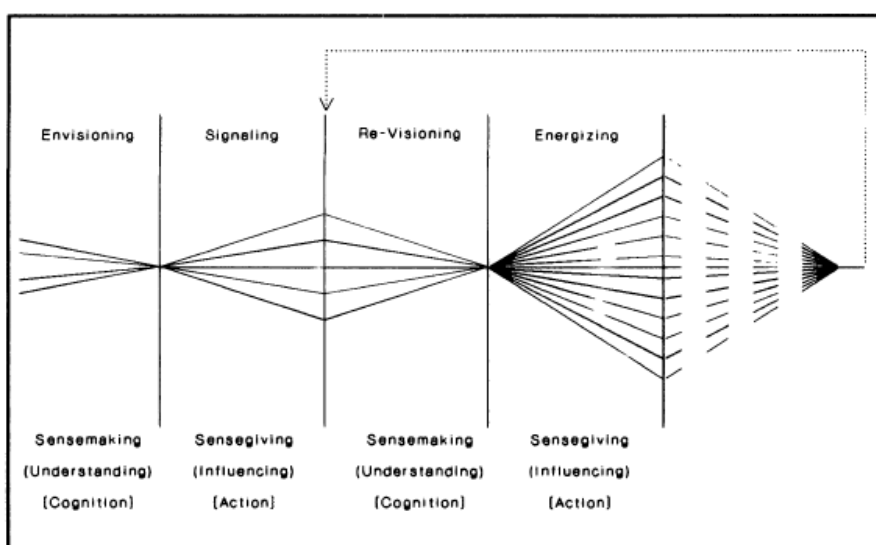 Envisioning Signaling Re-Visioning Energizing
Sensemaking Sensegiving Sensemaking Sensegiving
(Understanding) (Influencing) (Understanding) (Influencing)
[Cognition] [Action] [Cognition] [Action]